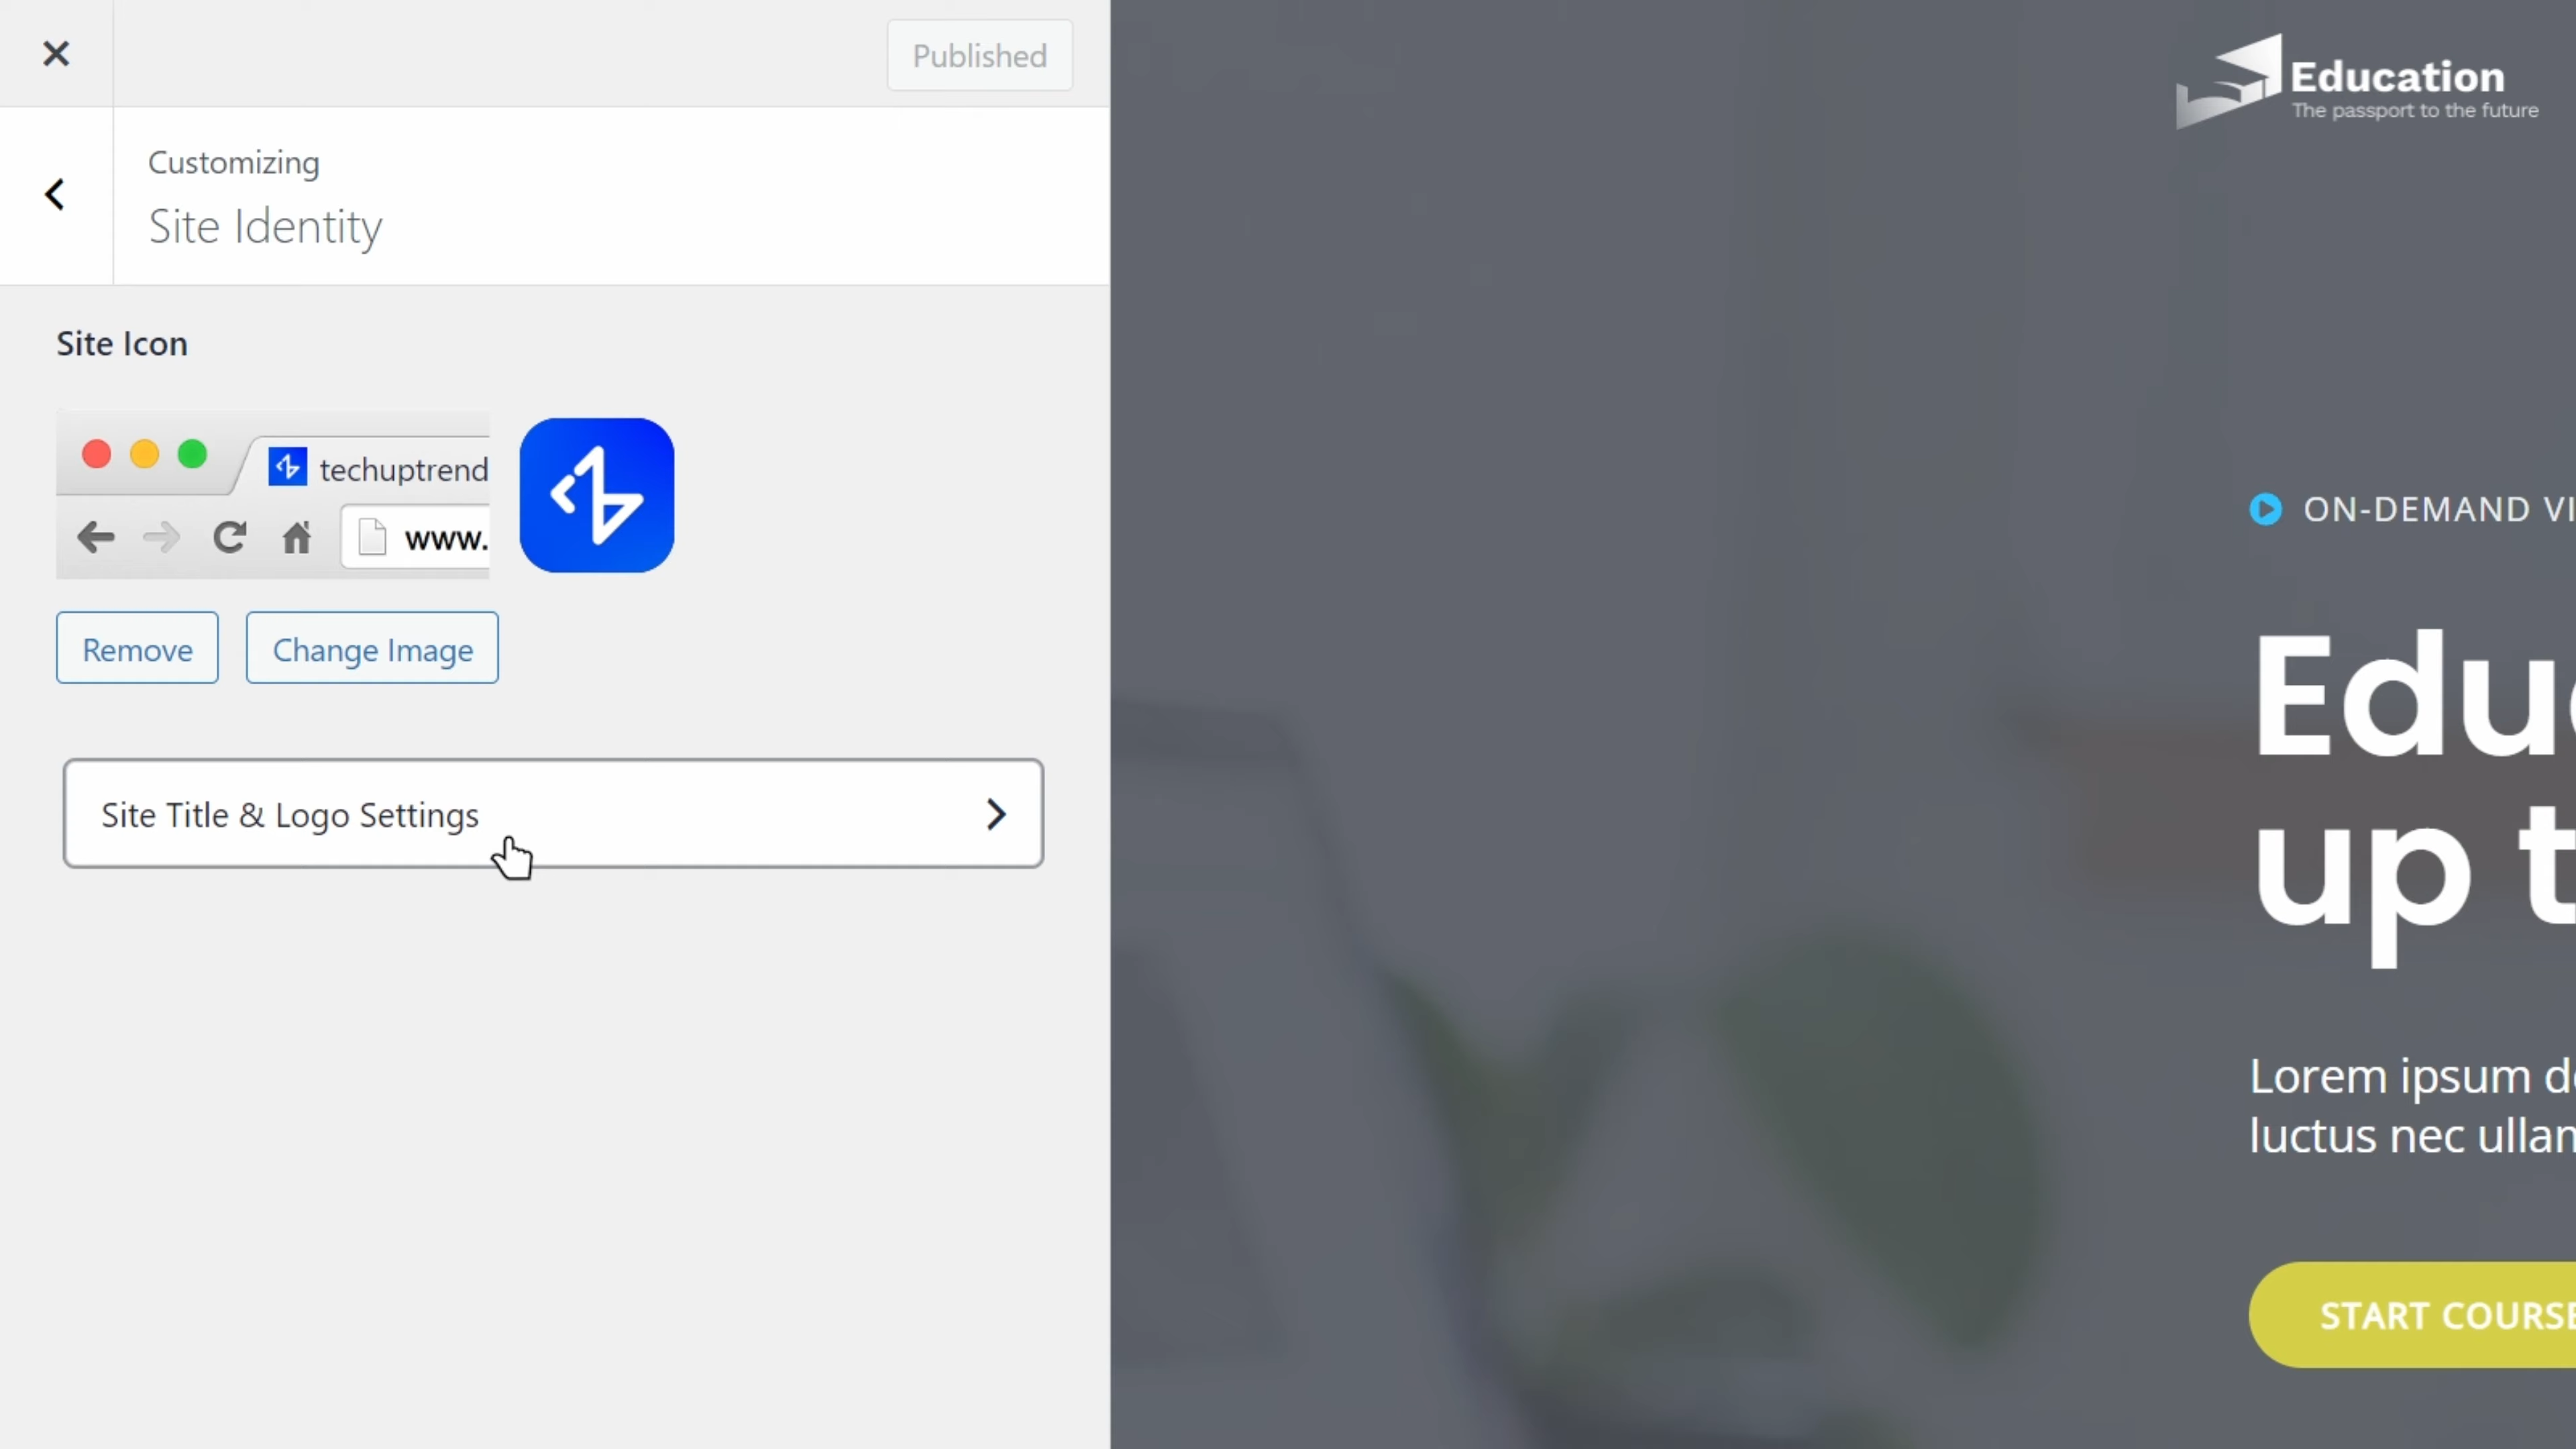 Published
Customizing
Site Identity
Site Icon
techuptrend
www.
Remove
Change Image
Site Title & Logo Settings
Education
The passport to the future
ON-DEMAND VI
Edu
up t
Lorem ipsum d
luctus nec ullam
START COURSE